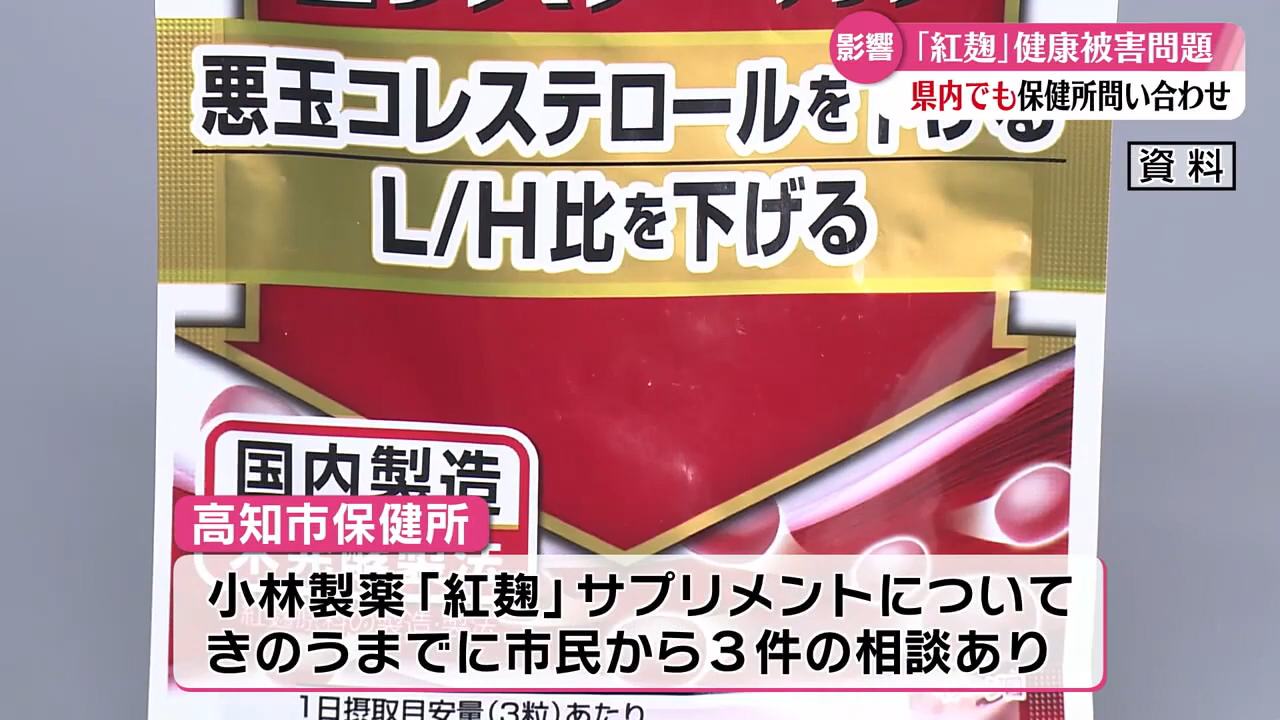 影響
「紅麹」健康被害問題
県内でも保健所問い合わせ
資料
悪玉コレステロールを下げる
L/H比を下げる
国内製造
高知市保健所
小林製薬「紅麹」サプリメントについて
きのうまでに市民から３件の相談あり
1日摂取目安量(3粒)あたり